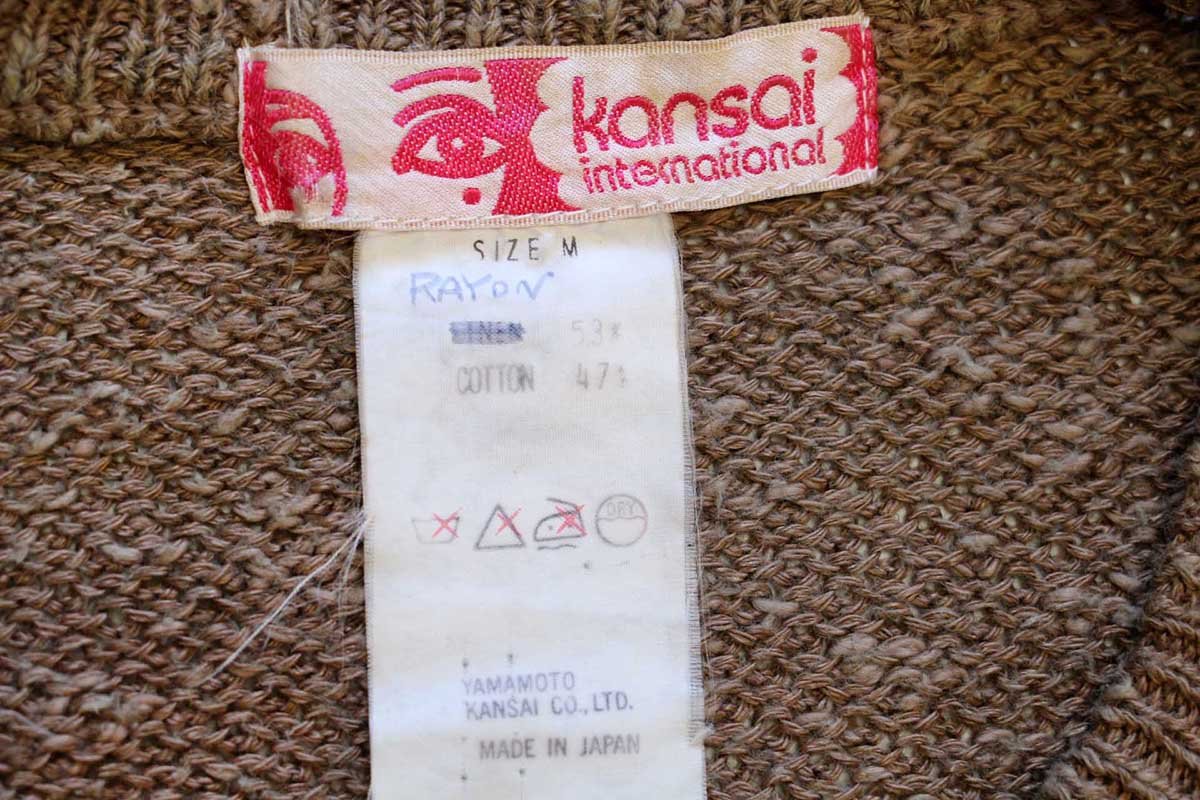 kansai
international
SIZE M
RAYON
LINEN 53%
COTTON 47%
DRY
YAMAMOTO
KANSAI CO., LTD.
MADE IN JAPAN